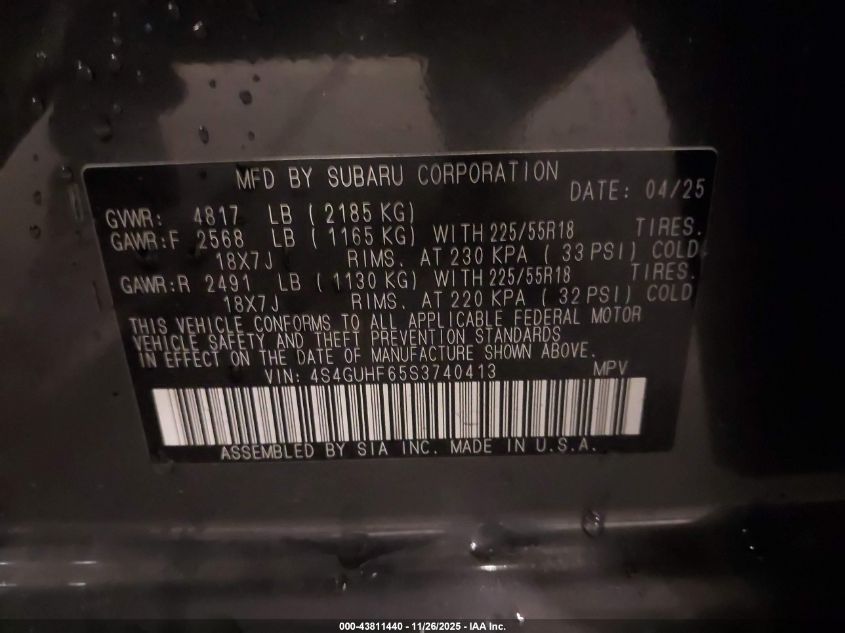 MFD BY SUBARU CORPORATION
DATE: 04/25
GVWR: 4817 LB ( 2185 KG)
GAWR:F 2568 LB ( 1165 KG) WITH 225/55R18 TIRES.
18X7J RIMS. AT 230 KPA ( 33 PSI) COLD
GAWR:R 2491 LB ( 1130 KG) WITH 225/55R18 TIRES.
18X7J RIMS. AT 220 KPA ( 32 PSI) COLD
THIS VEHICLE CONFORMS TO ALL APPLICABLE FEDERAL MOTOR
VEHICLE SAFETY AND THEFT PREVENTION STANDARDS
IN EFFECT ON THE DATE OF MANUFACTURE SHOWN ABOVE.
VIN: 4S4GUHF65S3740413 MPV
ASSEMBLED BY SIA INC. MADE IN U.S.A.
000-43811440 - 11/26/2025 - IAA Inc.